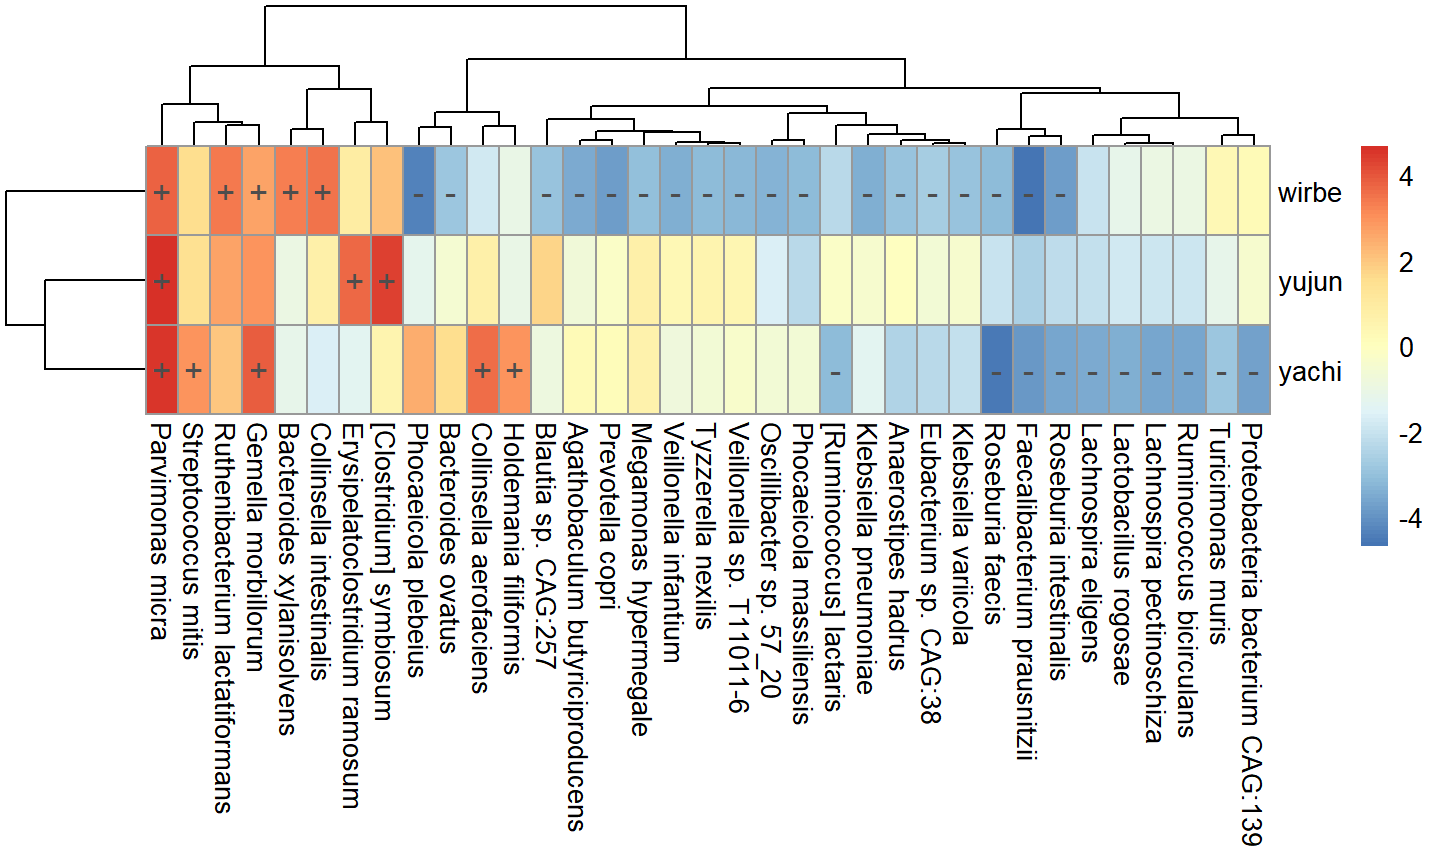 + + + + + - - - - - - - - - - - - - - - - - - -
wirbe
+ + +
yujun
+ + + + + - - - - - - - - - -
yachi
4
2
0
-2
-4
Parvimonas micra
Streptococcus mitis
Ruthenibacterium lactatiformans
Gemella morbillorum
Bacteroides xylanisolvens
Collinsella intestinalis
Erysipelatoclostridium ramosum
[Clostridium] symbiosum
Phocaeicola plebeius
Bacteroides ovatus
Collinsella aerofaciens
Holdemania filiformis
Blautia sp. CAG:257
Agathobaculum butyriciproducens
Prevotella copri
Megamonas hypermegale
Veillonella infantium
Tyzzerella nexilis
Veillonella sp. T11011-6
Oscillibacter sp. 57_20
Phocaeicola massiliensis
[Ruminococcus] lactaris
Klebsiella pneumoniae
Anaerostipes hadrus
Eubacterium sp. CAG:38
Klebsiella variicola
Roseburia faecis
Faecalibacterium prausnitzii
Roseburia intestinalis
Lachnospira eligens
Lactobacillus rogosae
Lachnospira pectinoschiza
Ruminococcus bicirculans
Turicimonas muris
Proteobacteria bacterium CAG:139